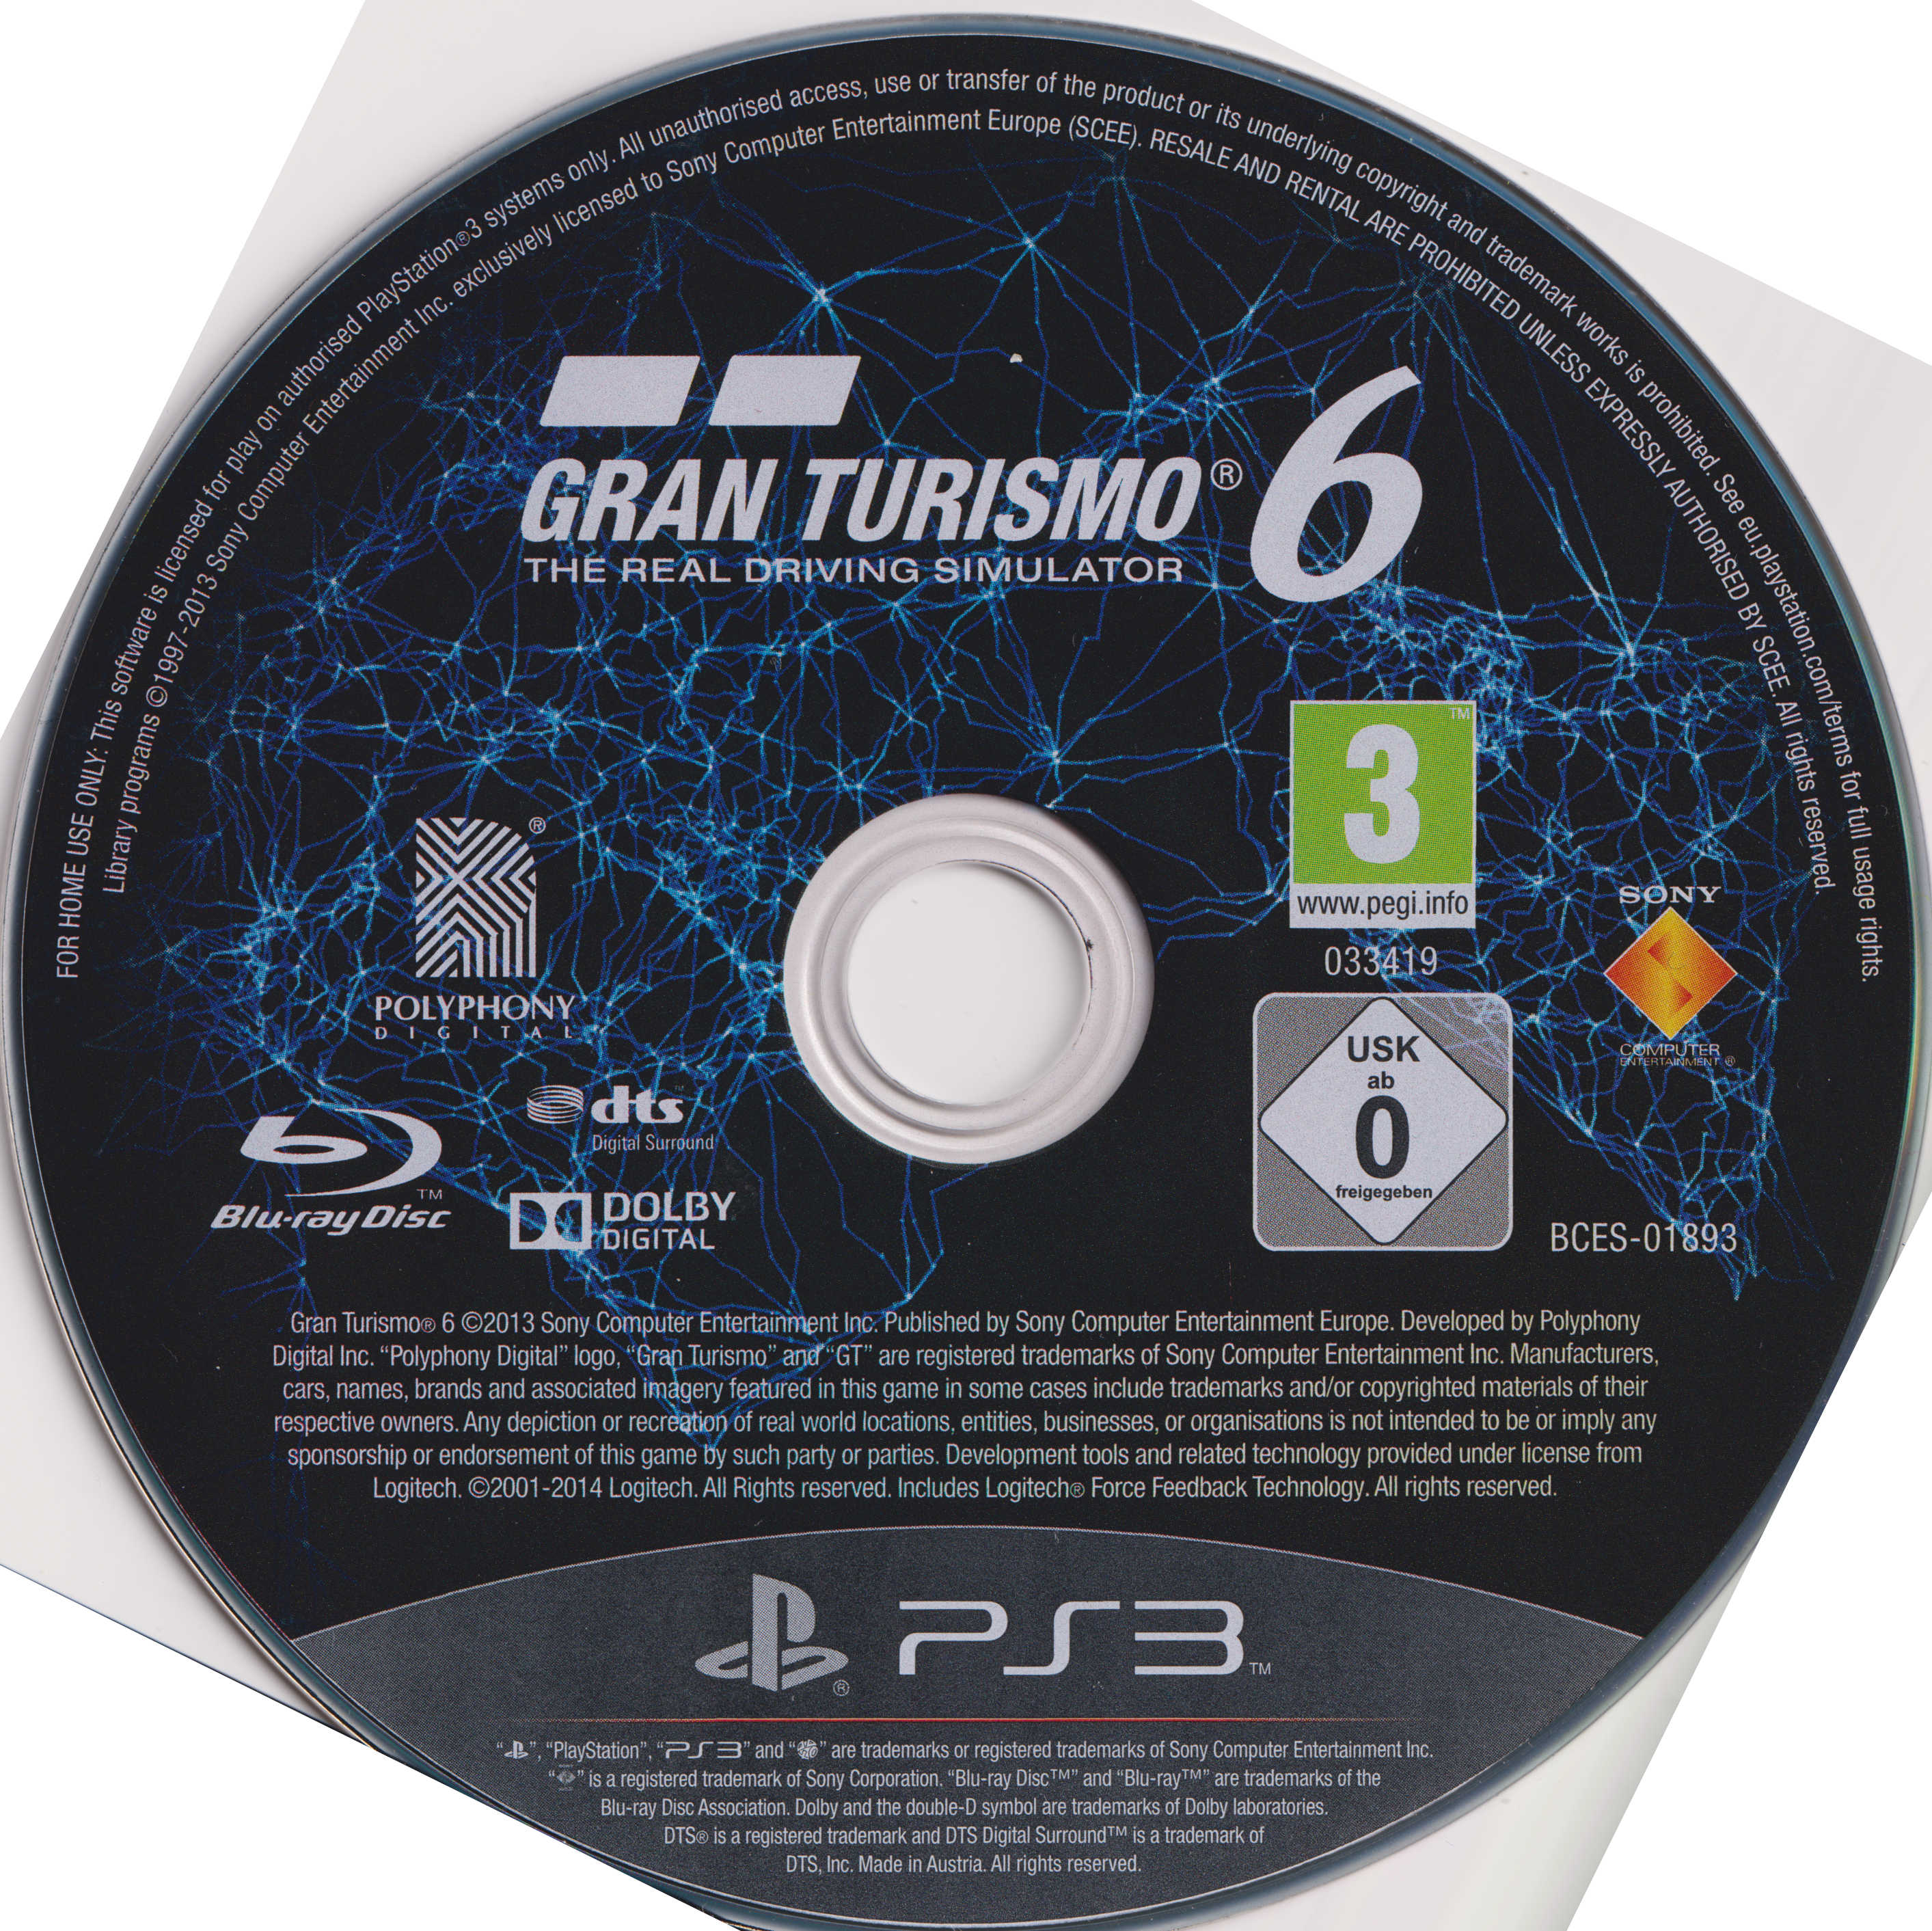 FOR HOME USE ONLY: This software is licensed for play on authorised PlayStation®3 systems only. All unauthorised access, use or transfer of the product or its underlying copyright and trademark works is prohibited. See eu.playstation.com/terms for full usage rights.
Library programs ©1997-2013 Sony Computer Entertainment Inc. exclusively licensed to Sony Computer Entertainment Europe (SCEE). RESALE AND RENTAL ARE PROHIBITED UNLESS EXPRESSLY AUTHORISED BY SCEE. All rights reserved.
GRAN TURISMO® 6
THE REAL DRIVING SIMULATOR
3 ™
www.pegi.info
033419
®
POLYPHONY
DIGITAL
SONY
COMPUTER
ENTERTAINMENT ®
USK
ab
0
freigegeben
dts ™
Digital Surround
Blu-ray Disc ™
DOLBY
DIGITAL
BCES-01893
Gran Turismo® 6 ©2013 Sony Computer Entertainment Inc. Published by Sony Computer Entertainment Europe. Developed by Polyphony
Digital Inc. “Polyphony Digital” logo, “Gran Turismo” and “GT” are registered trademarks of Sony Computer Entertainment Inc. Manufacturers,
cars, names, brands and associated imagery featured in this game in some cases include trademarks and/or copyrighted materials of their
respective owners. Any depiction or recreation of real world locations, entities, businesses, or organisations is not intended to be or imply any
sponsorship or endorsement of this game by such party or parties. Development tools and related technology provided under license from
Logitech. ©2001-2014 Logitech. All Rights reserved. Includes Logitech® Force Feedback Technology. All rights reserved.
® PS3™
“ ”, “PlayStation”, “PS3” and “ ” are trademarks or registered trademarks of Sony Computer Entertainment Inc.
“ ” is a registered trademark of Sony Corporation. “Blu-ray Disc™” and “Blu-ray™” are trademarks of the
Blu-ray Disc Association. Dolby and the double-D symbol are trademarks of Dolby laboratories.
DTS® is a registered trademark and DTS Digital Surround™ is a trademark of
DTS, Inc. Made in Austria. All rights reserved.